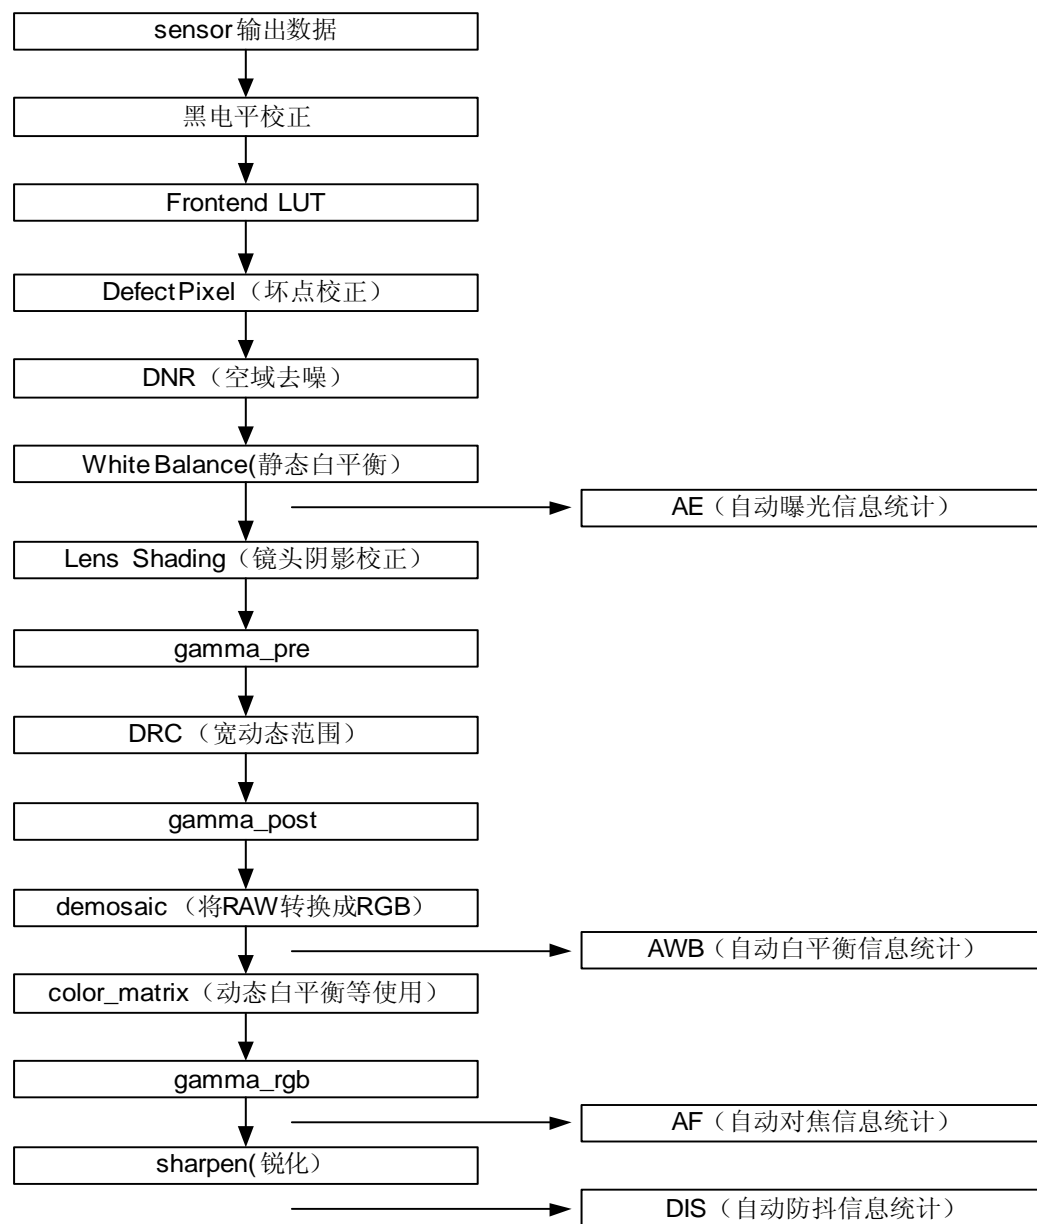 sensor输出数据
黑电平校正
Frontend LUT
DefectPixel（坏点校正）
DNR（空域去噪）
White Balance(静态白平衡）
AE（自动曝光信息统计）
Lens Shading（镜头阴影校正）
gamma_pre
DRC（宽动态范围）
gamma_post
demosaic（将RAW转换成RGB）
AWB（自动白平衡信息统计）
color_matrix（动态白平衡等使用）
gamma_rgb
AF（自动对焦信息统计）
sharpen(锐化）
DIS（自动防抖信息统计）